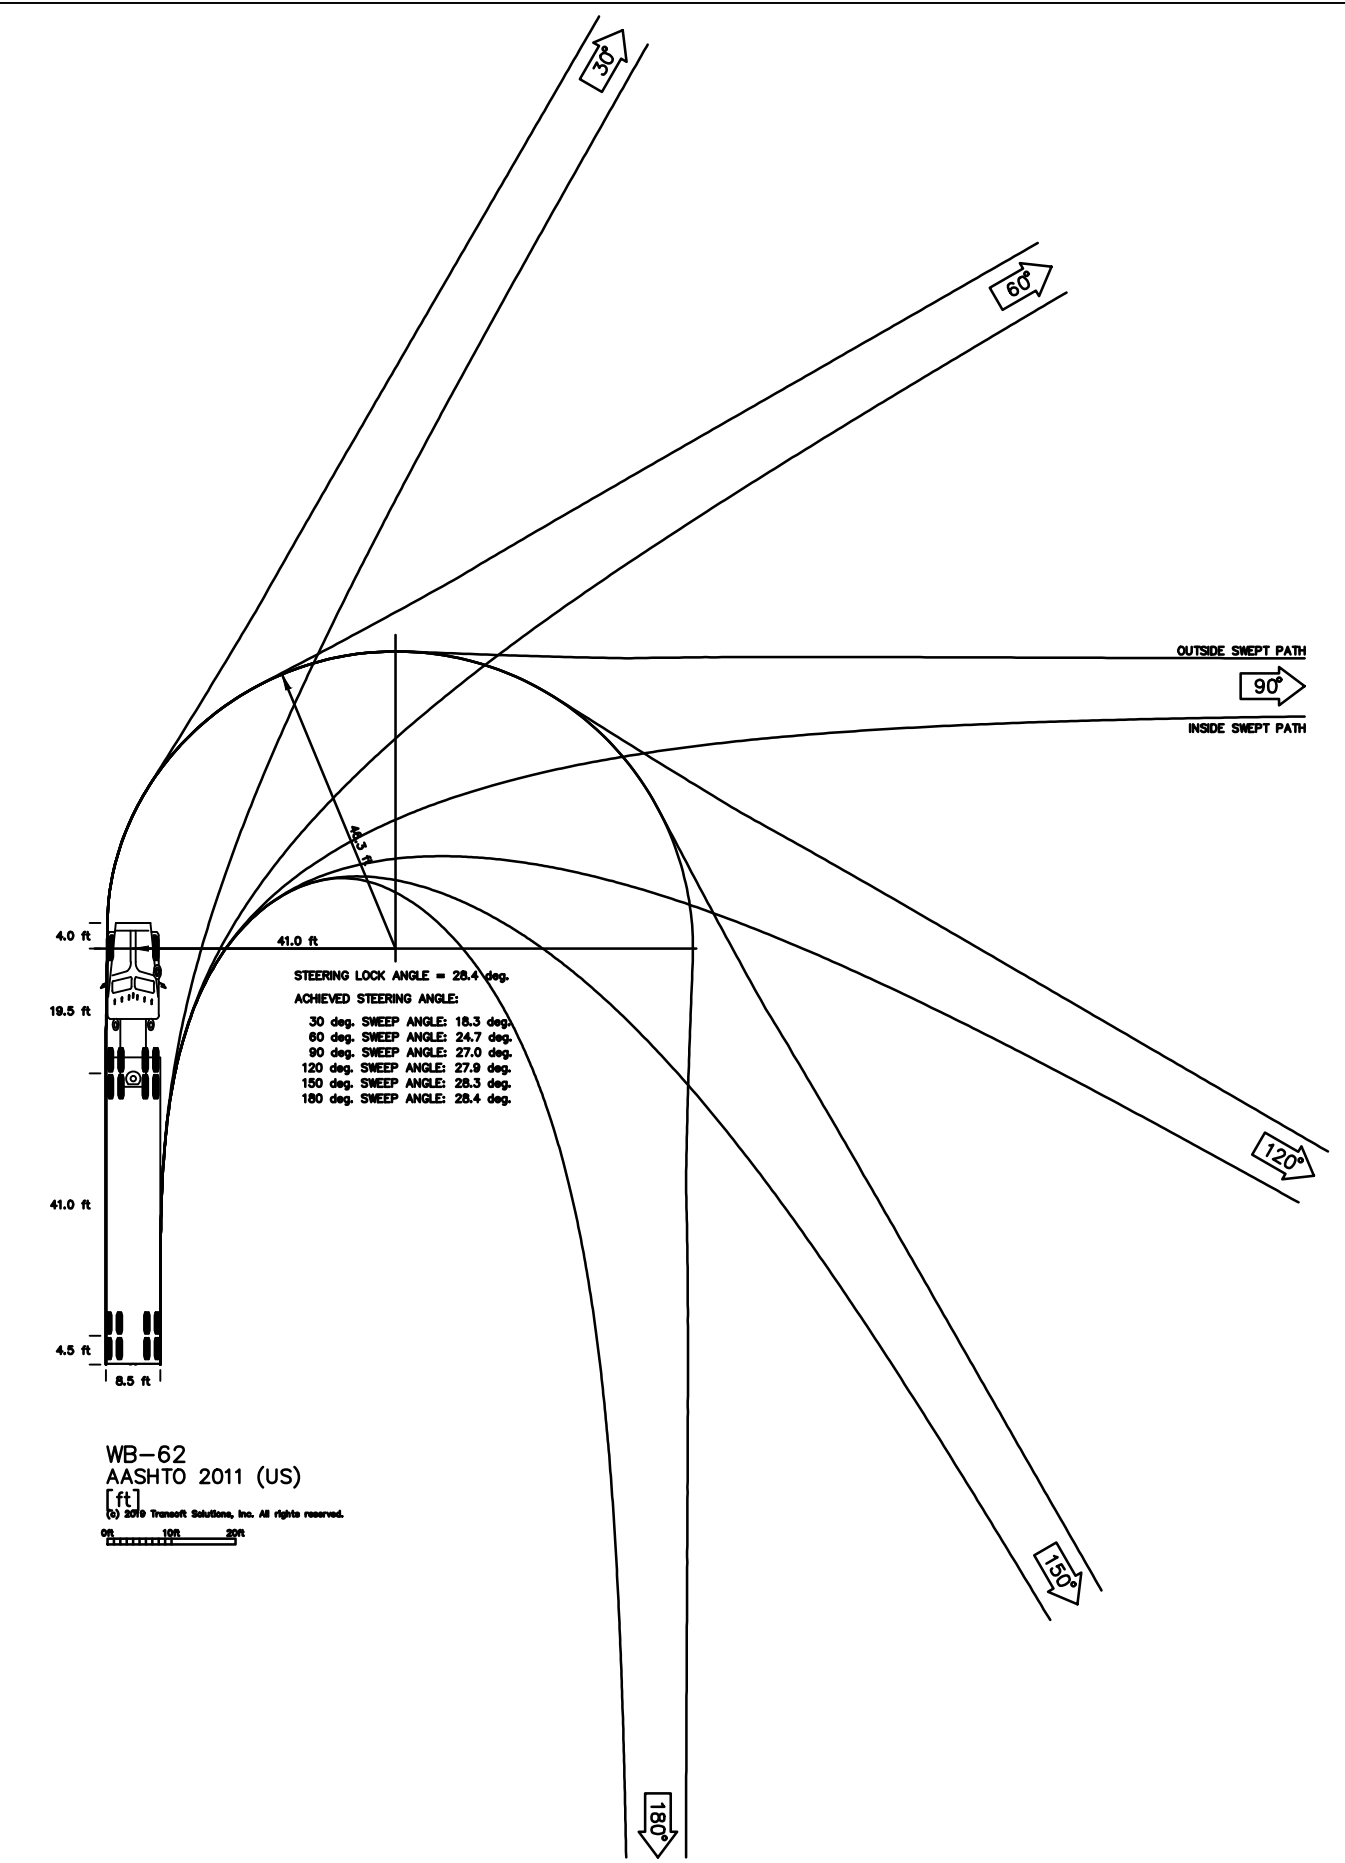 30°
60°
OUTSIDE SWEPT PATH
90°
INSIDE SWEPT PATH
46.3 ft
4.0 ft
41.0 ft
STEERING LOCK ANGLE = 28.4 deg.
ACHIEVED STEERING ANGLE:
19.5 ft
30 deg. SWEEP ANGLE: 18.3 deg.
60 deg. SWEEP ANGLE: 24.7 deg.
90 deg. SWEEP ANGLE: 27.0 deg.
120 deg. SWEEP ANGLE: 27.9 deg.
150 deg. SWEEP ANGLE: 28.3 deg.
180 deg. SWEEP ANGLE: 28.4 deg.
120°
41.0 ft
4.5 ft
8.5 ft
WB-62
AASHTO 2011 (US)
[ft]
(c) 2019 Transoft Solutions, Inc. All rights reserved.
0ft 10ft 20ft
150°
180°